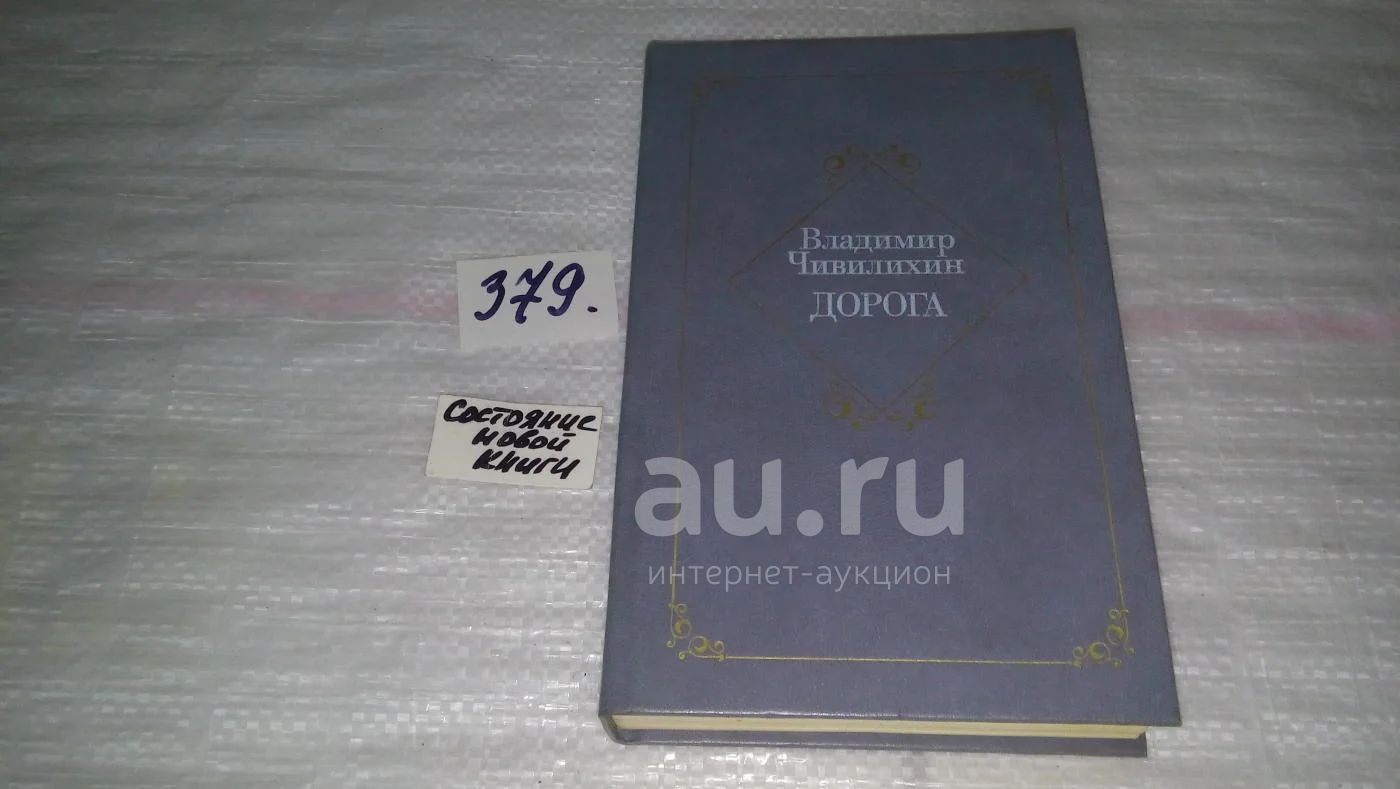 Владимир
Чивилихин
ДОРОГА
379.
Состояние
новой
книги
au.ru
интернет-аукцион